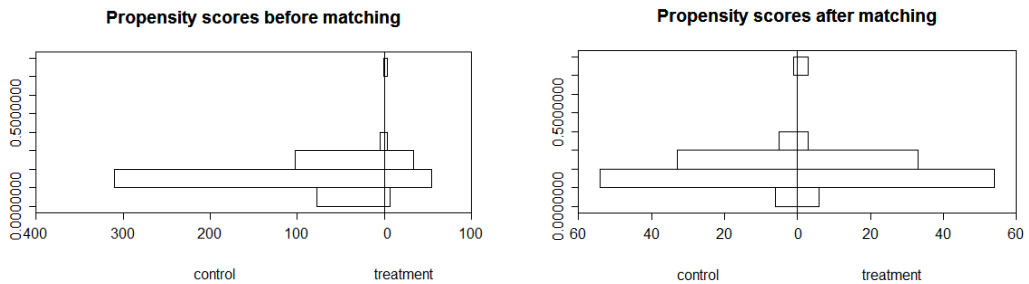 Propensity scores before matching
0.5000000
0.0000000
400 300 200 100 0 100
control treatment
Propensity scores after matching
0.5000000
0.0000000
60 40 20 0 20 40 60
control treatment